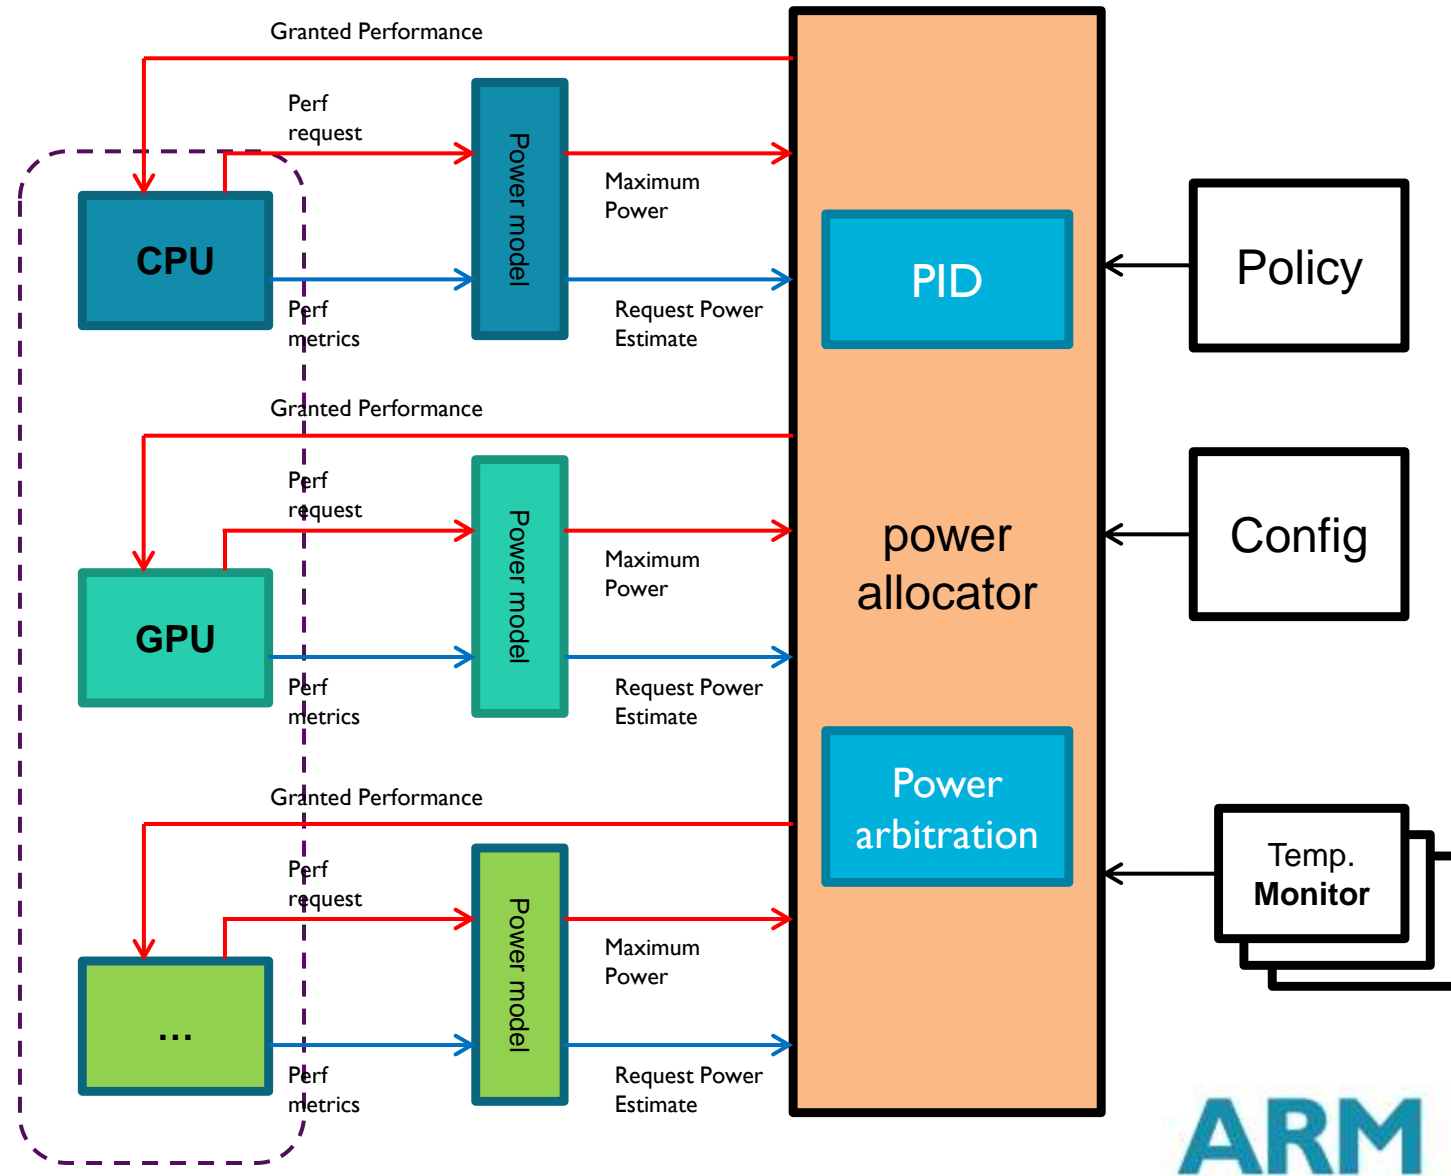 Granted Performance
Perf
request
Power model
Maximum
Power
CPU
Perf
metrics
Request Power
Estimate
PID
Policy
Granted Performance
Perf
request
Power model
Maximum
Power
GPU
Perf
metrics
Request Power
Estimate
power
allocator
Config
Granted Performance
Perf
request
Power model
Maximum
Power
...
Perf
metrics
Request Power
Estimate
Power
arbitration
Temp.
Monitor
ARM